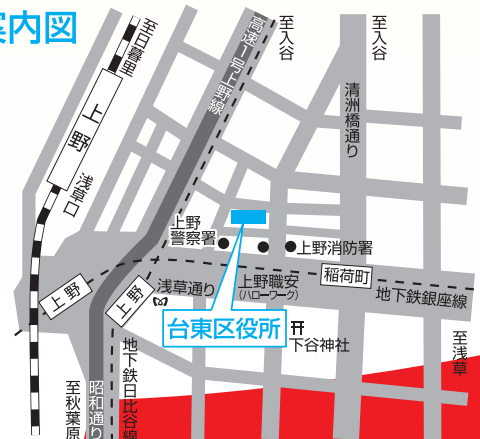 案内図
至日暮里
高速1号上野線
至入谷
至入谷
清洲橋通り
上野
浅草口
上野
警察署
上野消防署
稲荷町
浅草通り
上野職安
(ハローワーク)
地下鉄銀座線
上野
上野
台東区役所
下谷神社
至浅草
地下鉄日比谷線
昭和通り
至秋葉原